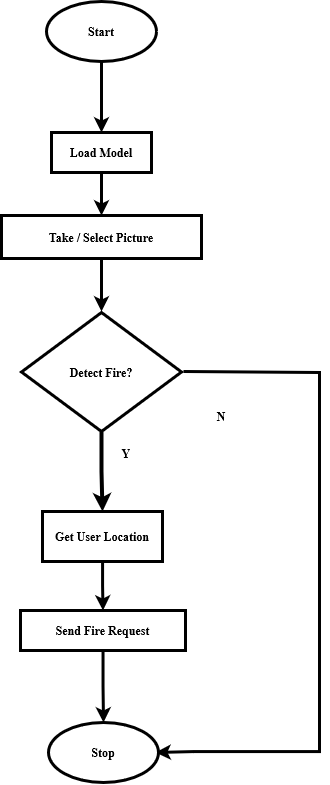 Start
Load Model
Take / Select Picture
Detect Fire?
N
Y
Get User Location
Send Fire Request
Stop